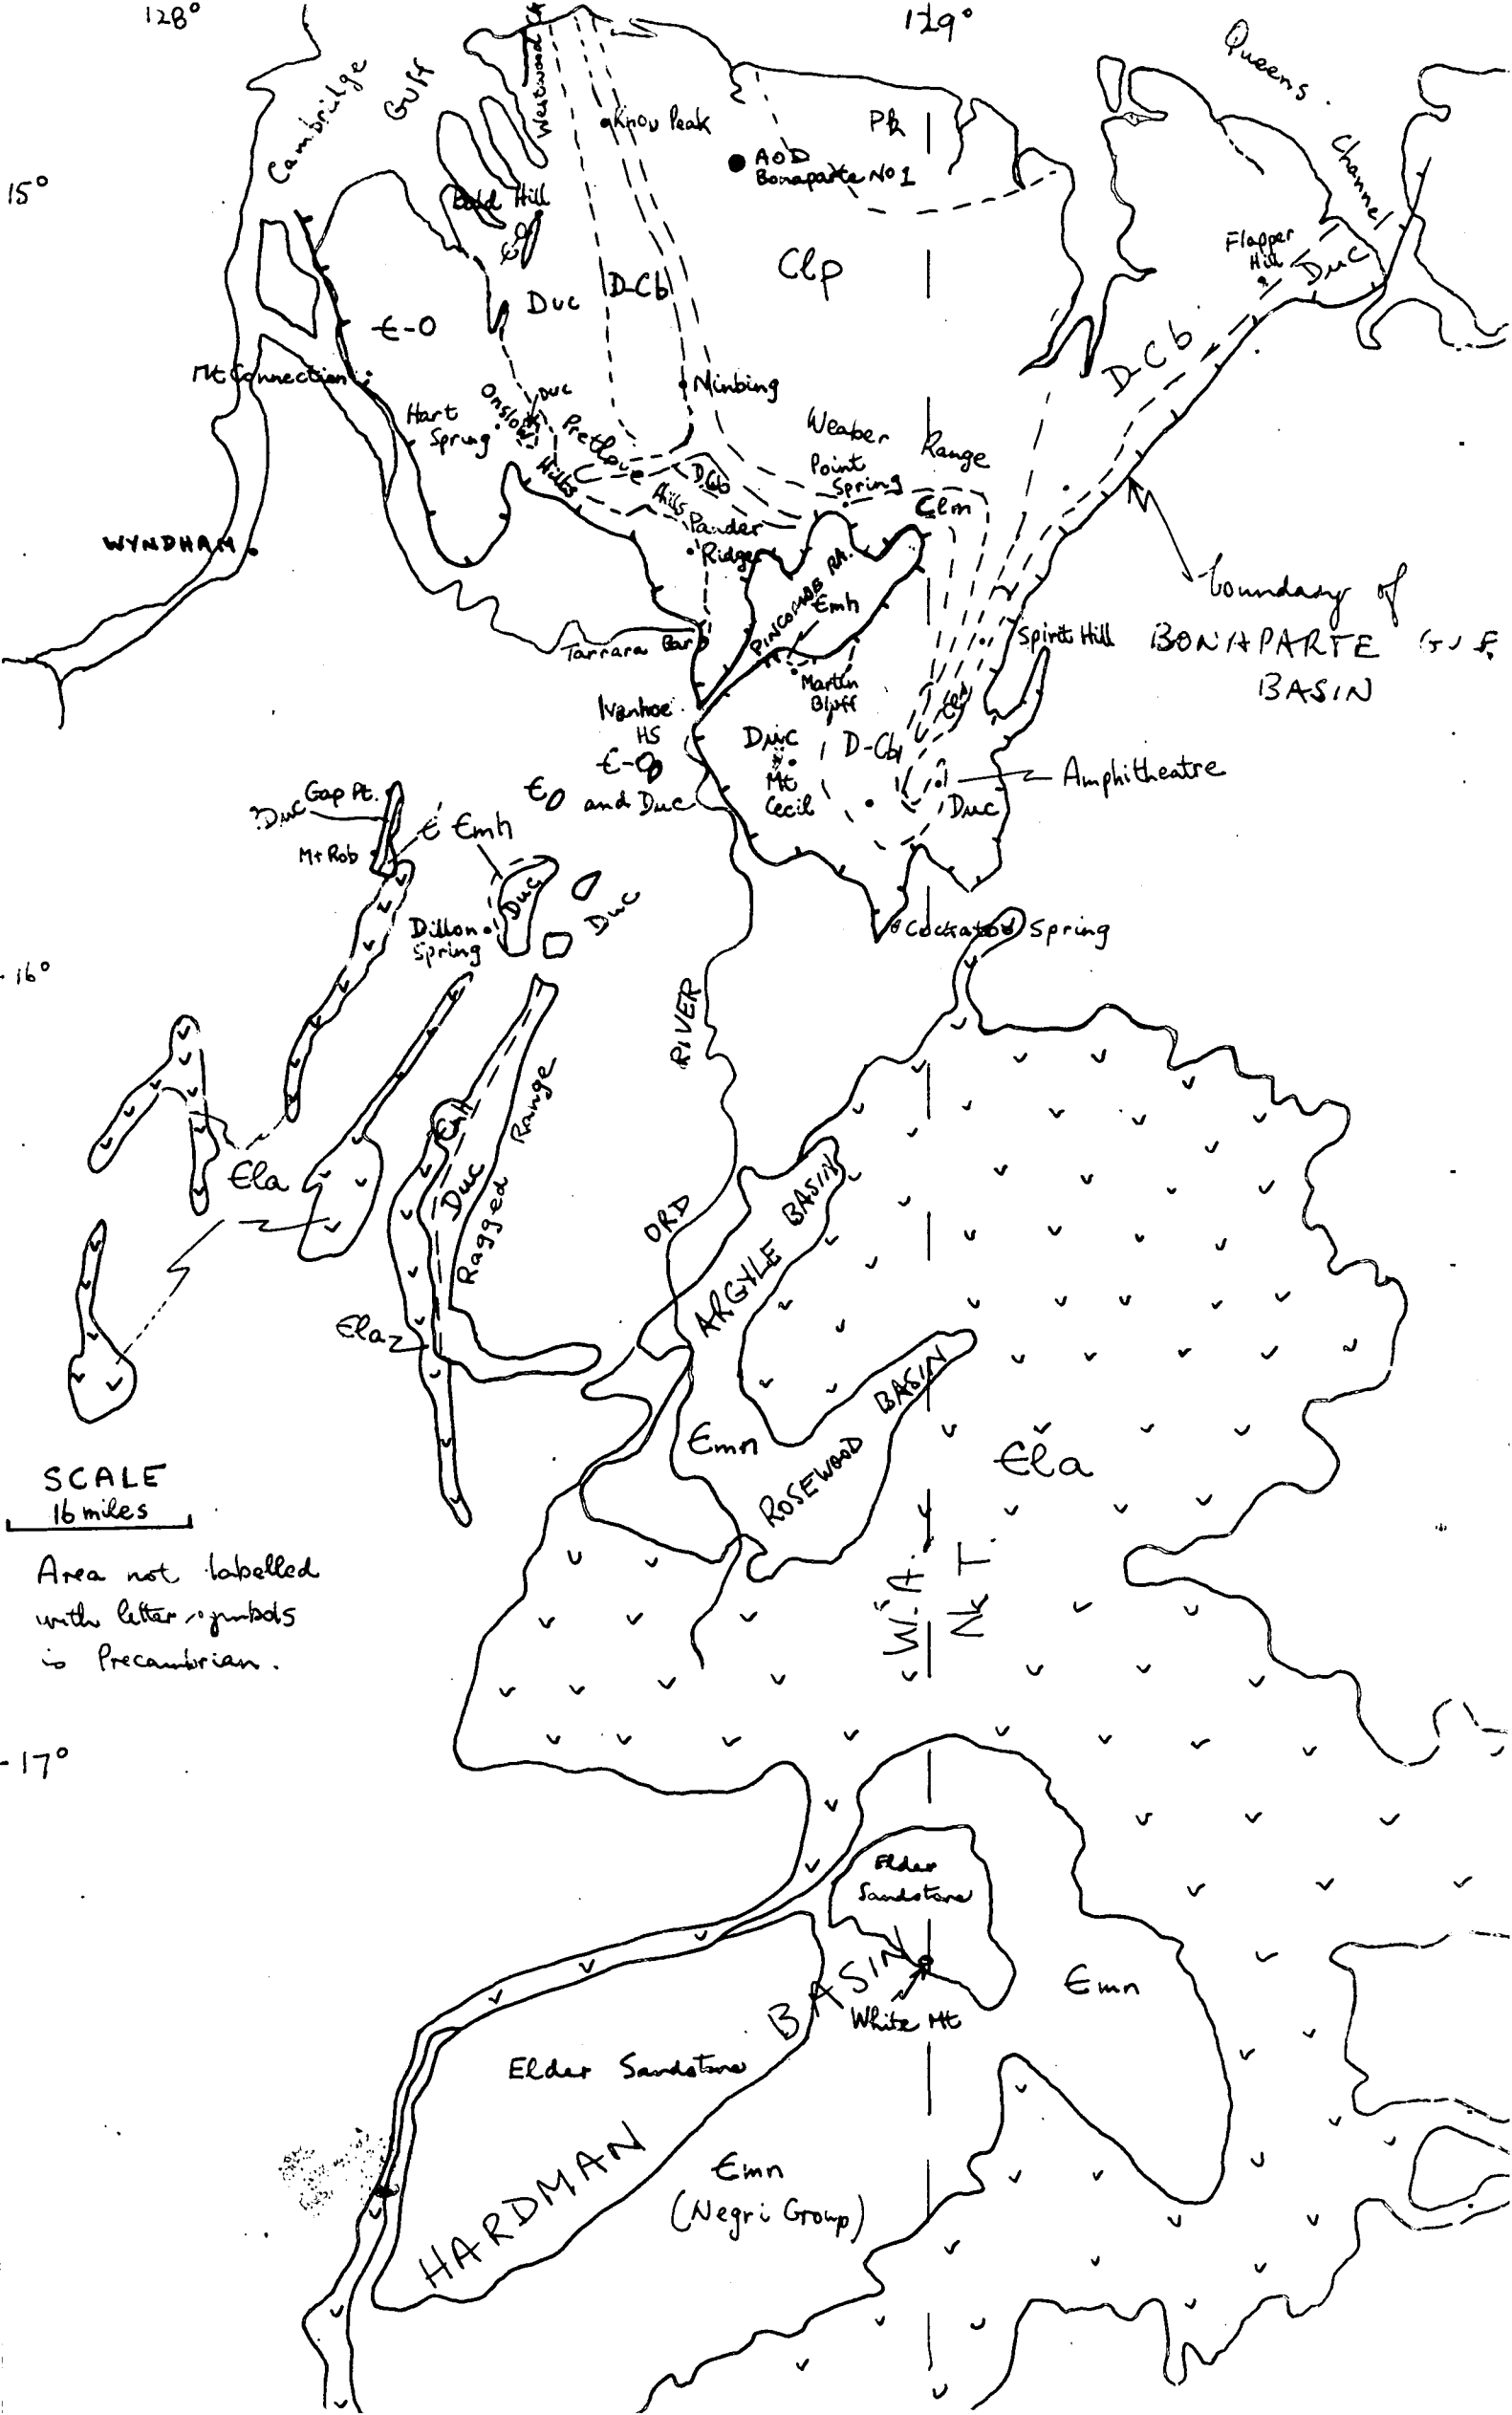 128°
129°
Cambridge
Gulf
Westwood Ck
Queens
Channel
Knob Peak
Pk
AOD
Bonaparte No 1
15°
Bald Hill
Flapper
Hill
Duc
Є-O
Duc
D-Cb
Clp
D-Cb
Mt Connection
Ninbing
Hart
Spring
Onslow
Hills
Duc
Pretlove
Hills
D-Cb
Weaber
Range
Point
Spring
Clm
Pander
Ridge
WYNDHAM
PINCOMBE RA.
Єmh
boundary of
BONAPARTE GULF
BASIN
Tarrara Bar
Spirit Hill
Martin
Bluff
Ivanhoe
HS
Є-O
and Duc
Є
Duc
Mt
Cecil
D-Cb
Clm
Amphitheatre
Duc
?Duc
Gap Pt.
Mt Rob
Є
Єmh
Duc
Duc
Dillon
Spring
Cockatoo Spring
16°
RIVER
ORD
Єmh
Duc
Ragged Range
Єla
Єla
ARGYLE BASIN
ROSEWOOD BASIN
Єmn
Єla
SCALE
16 miles
Area not labelled
with letter symbols
is Precambrian.
W.A.
N.T.
17°
Elder
Sandstone
Єmn
White Mt
Elder Sandstone
HARDMAN BASIN
Єmn
(Negri Group)